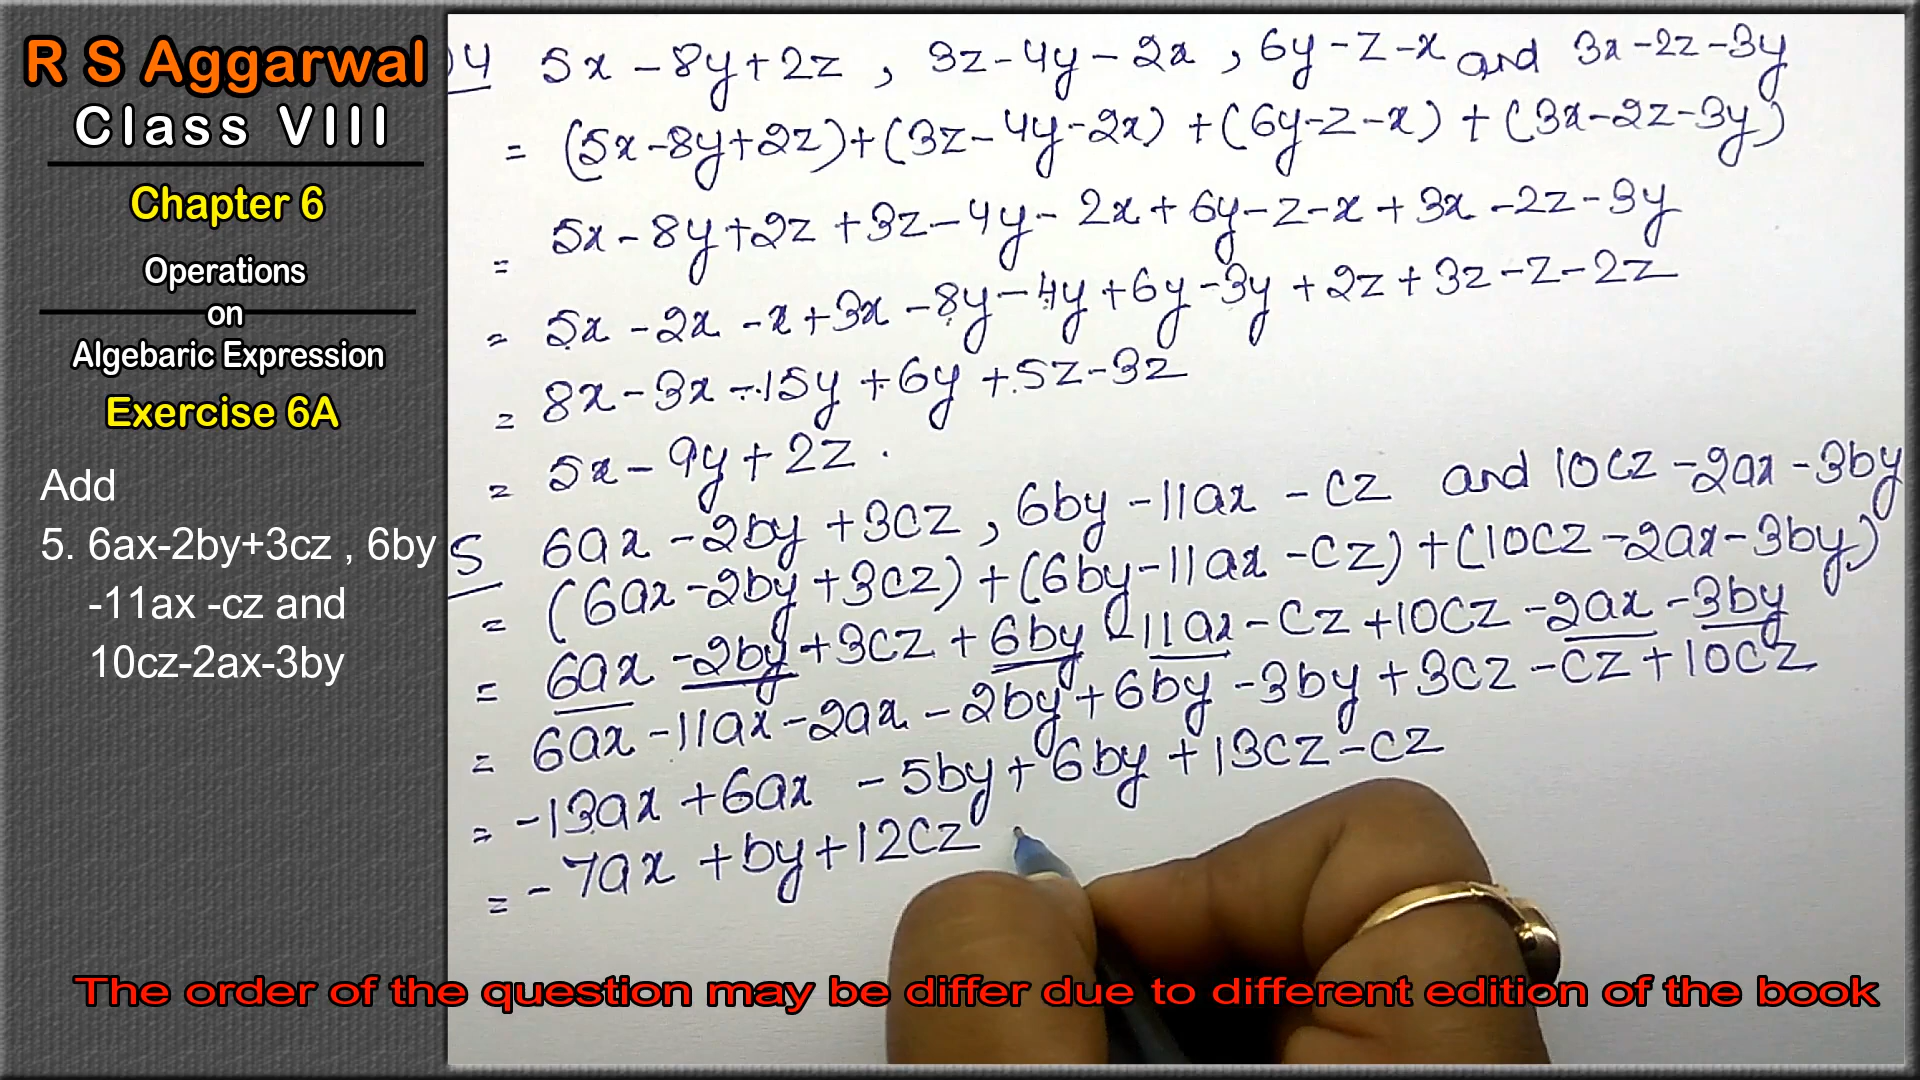 R S Aggarwal
Class VIII
Chapter 6
Operations
on
Algebaric Expression
Exercise 6A
Add
5. 6ax-2by+3cz , 6by
-11ax -cz and
10cz-2ax-3by
4 5x - 8y + 2z , 3z - 4y - 2x , 6y - z - x and 3x - 2z - 3y
= (5x - 8y + 2z) + (3z - 4y - 2x) + (6y - z - x) + (3x - 2z - 3y)
= 5x - 8y + 2z + 3z - 4y - 2x + 6y - z - x + 3x - 2z - 3y
= 5x - 2x - x + 3x - 8y - 4y + 6y - 3y + 2z + 3z - z - 2z
= 8x - 3x - 15y + 6y + 5z - 3z
= 5x - 9y + 2z .
5 6ax - 2by + 3cz , 6by - 11ax - cz and 10cz - 2ax - 3by
= (6ax - 2by + 3cz) + (6by - 11ax - cz) + (10cz - 2ax - 3by)
= 6ax - 2by + 3cz + 6by - 11ax - cz + 10cz - 2ax - 3by
= 6ax - 11ax - 2ax - 2by + 6by - 3by + 3cz - cz + 10cz
= -13ax + 6ax - 5by + 6by + 13cz - cz
= -7ax + by + 12cz
The order of the question may be differ due to different edition of the book